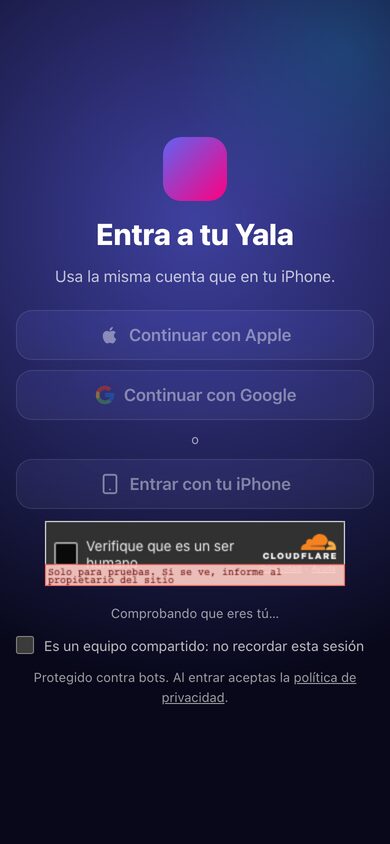 Entra a tu Yala
Usa la misma cuenta que en tu iPhone.
Continuar con Apple
Continuar con Google
o
Entrar con tu iPhone
Verifique que es un ser
humano
CLOUDFLARE
Solo para pruebas. Si se ve, informe al
propietario del sitio
Comprobando que eres tú...
Es un equipo compartido: no recordar esta sesión
Protegido contra bots. Al entrar aceptas la política de
privacidad.